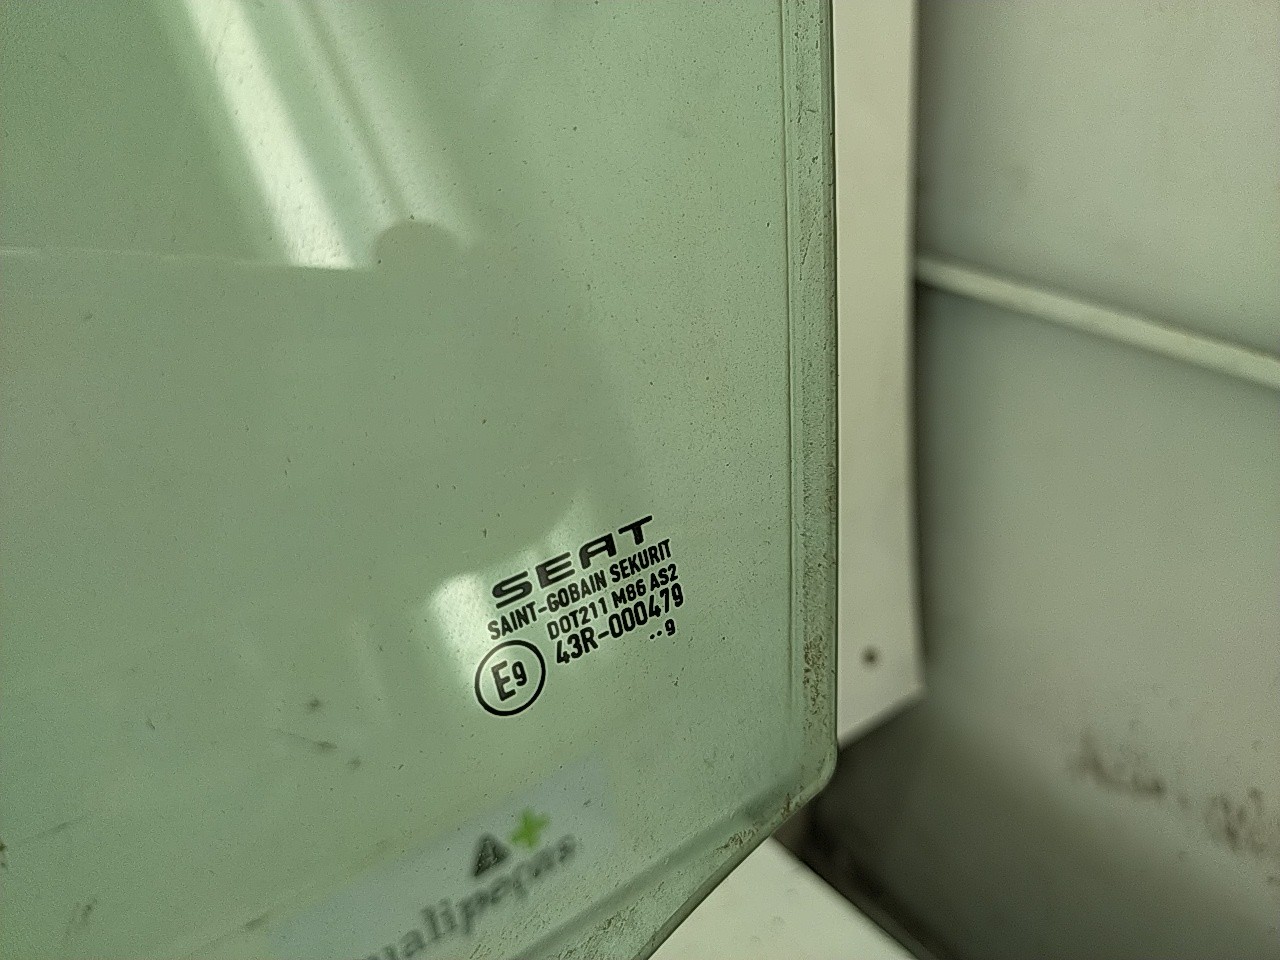 SEAT
SAINT-GOBAIN SEKURIT
DOT211 M86 AS2
43R-000479
..9
E9